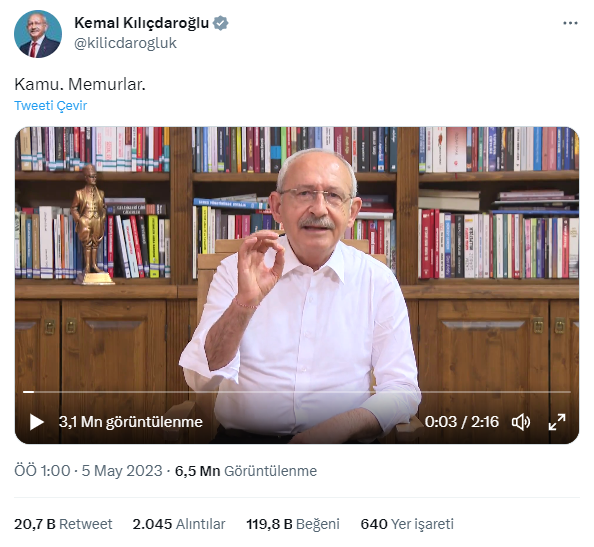 Kemal Kılıçdaroğlu
@kilicdarogluk
Kamu. Memurlar.
Tweeti Çevir
3,1 Mn görüntülenme
0:03 / 2:16
ÖÖ 1:00 · 5 May 2023 · 6,5 Mn Görüntülenme
20,7 B Retweet 2.045 Alıntılar 119,8 B Beğeni 640 Yer işareti